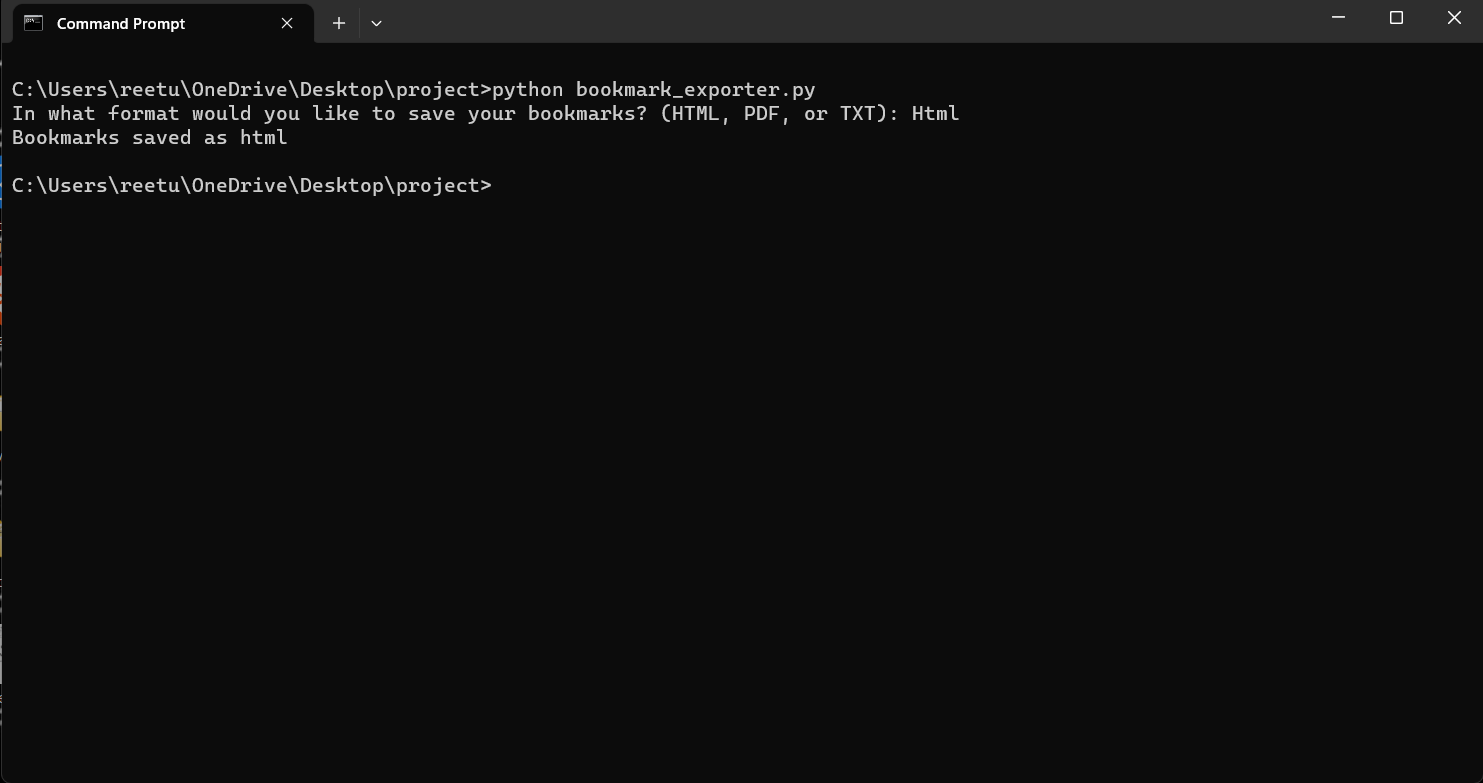 Command Prompt
C:\Users\reetu\OneDrive\Desktop\project>python bookmark_exporter.py
In what format would you like to save your bookmarks? (HTML, PDF, or TXT): Html
Bookmarks saved as html
C:\Users\reetu\OneDrive\Desktop\project>